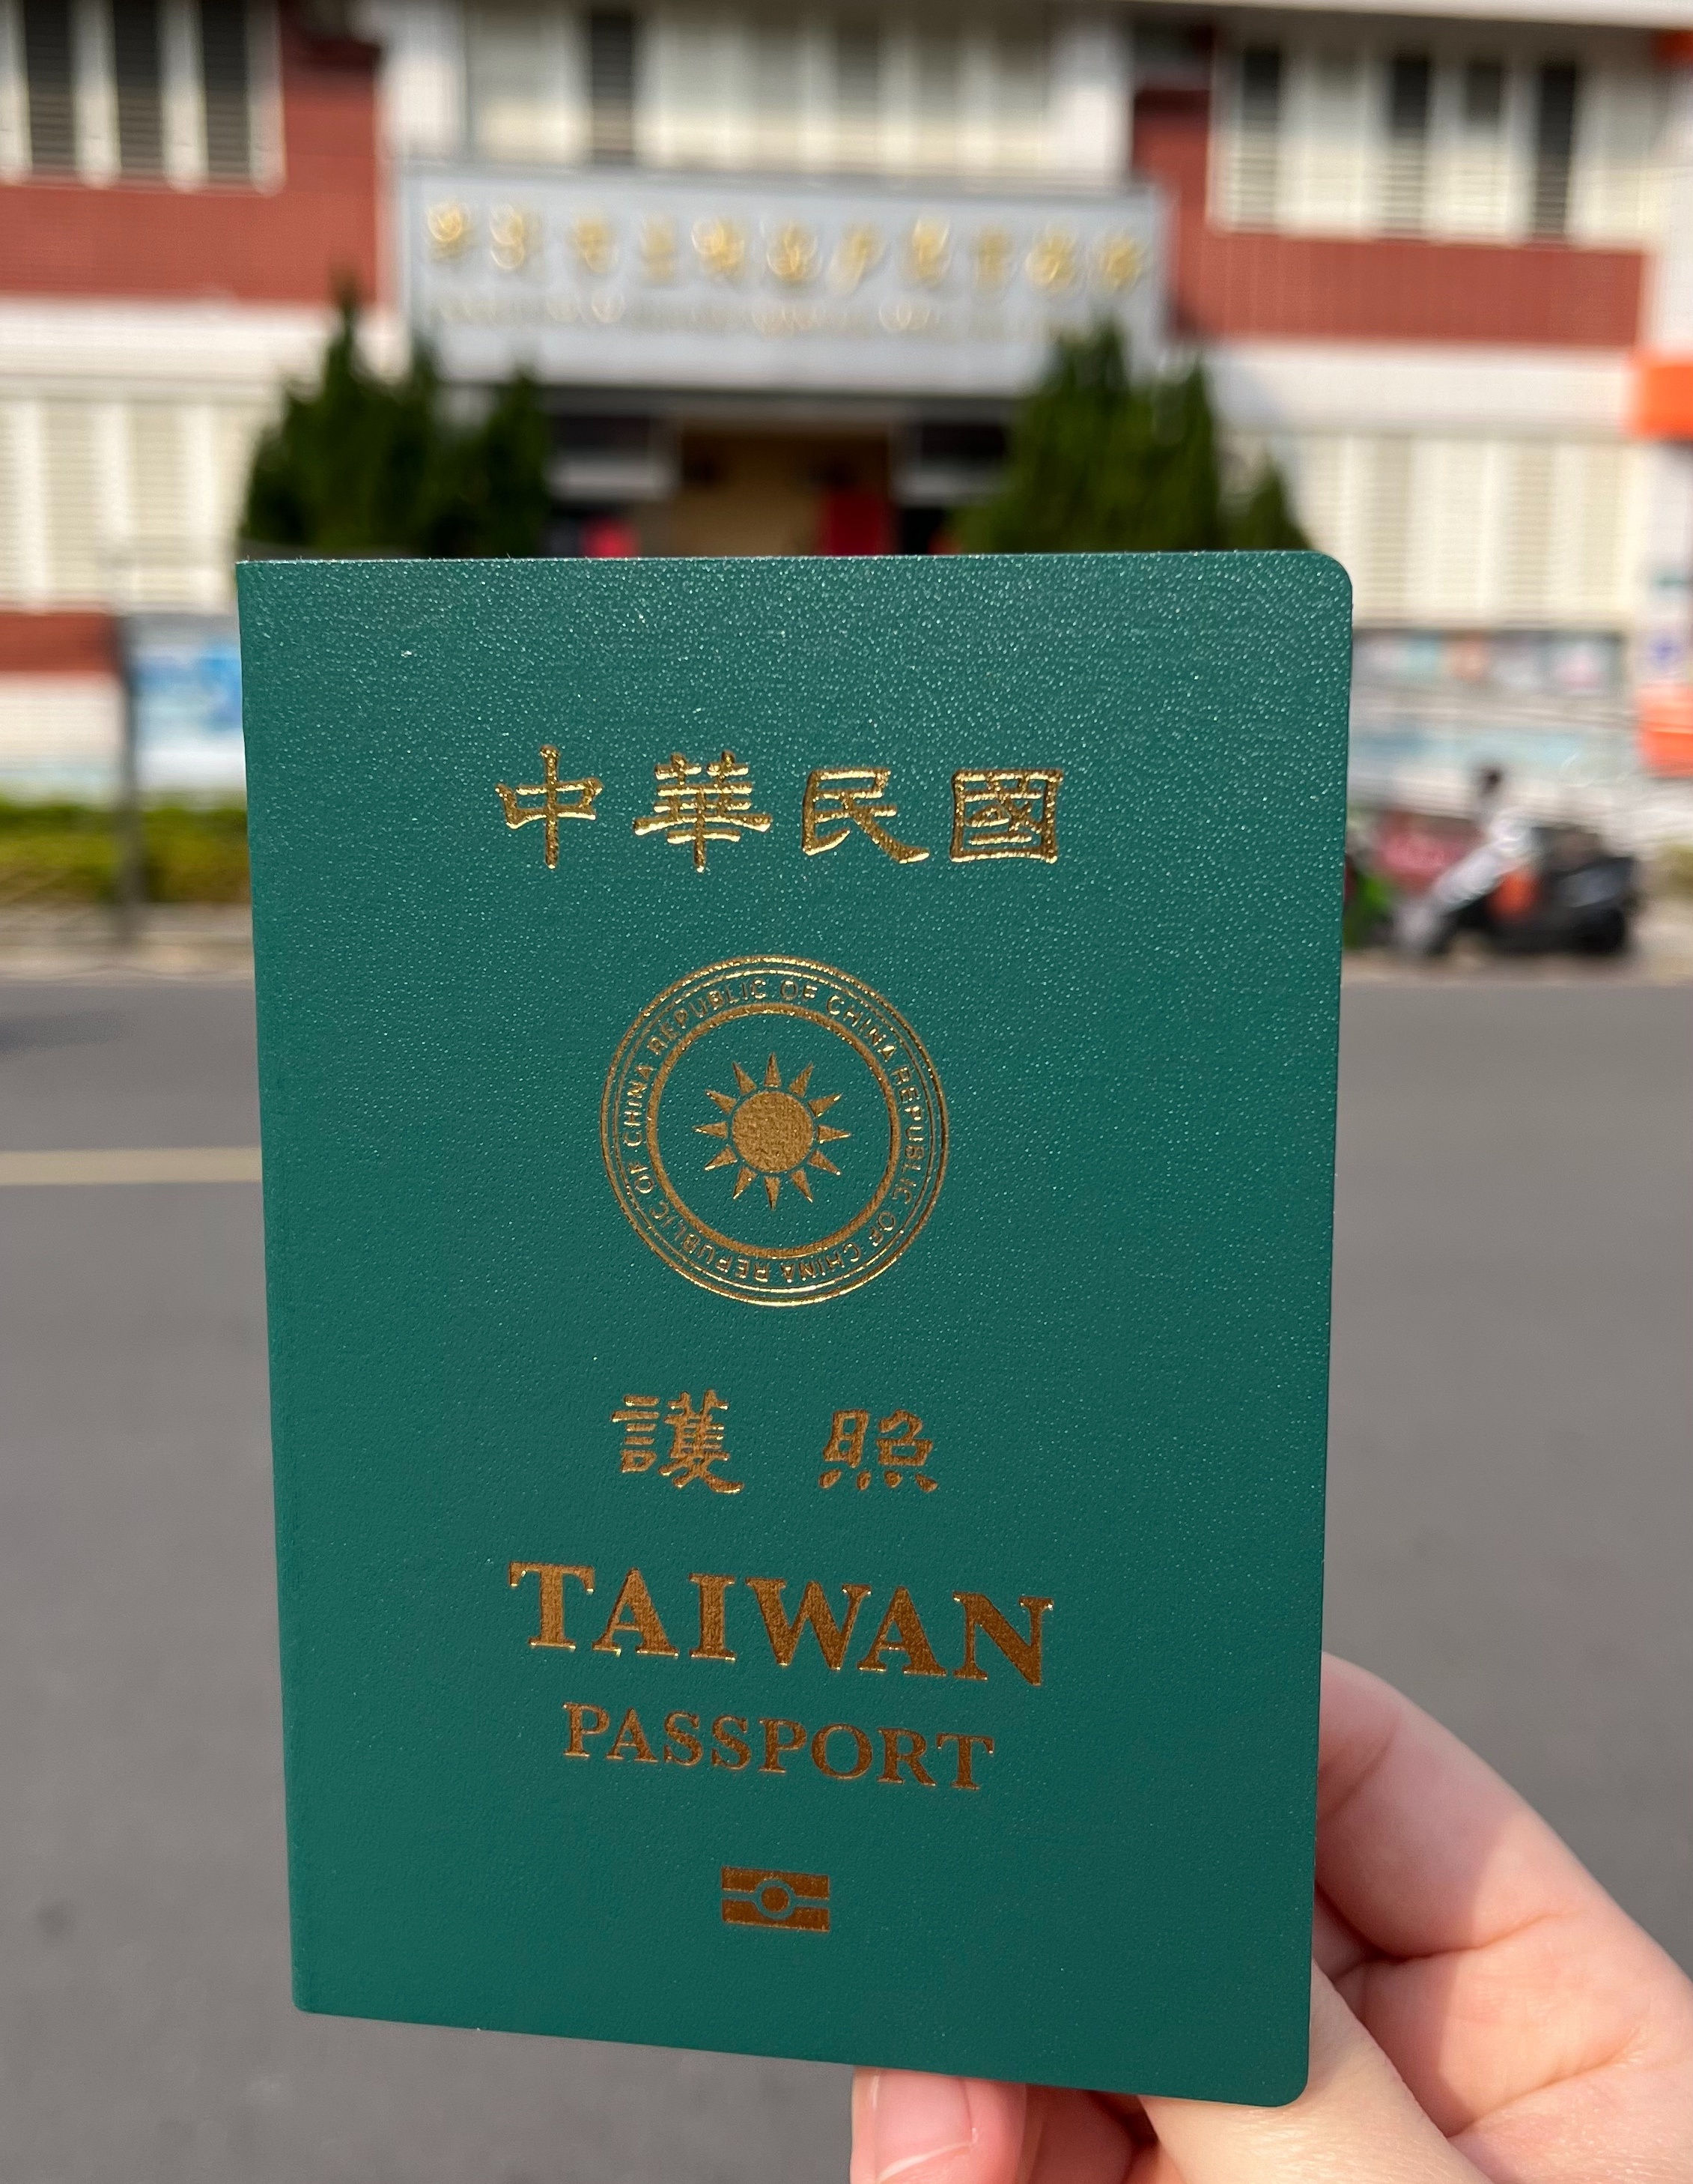 中華民國
REPUBLIC OF CHINA REPUBLIC OF CHINA REPUBLIC OF CHINA
護照
TAIWAN
PASSPORT